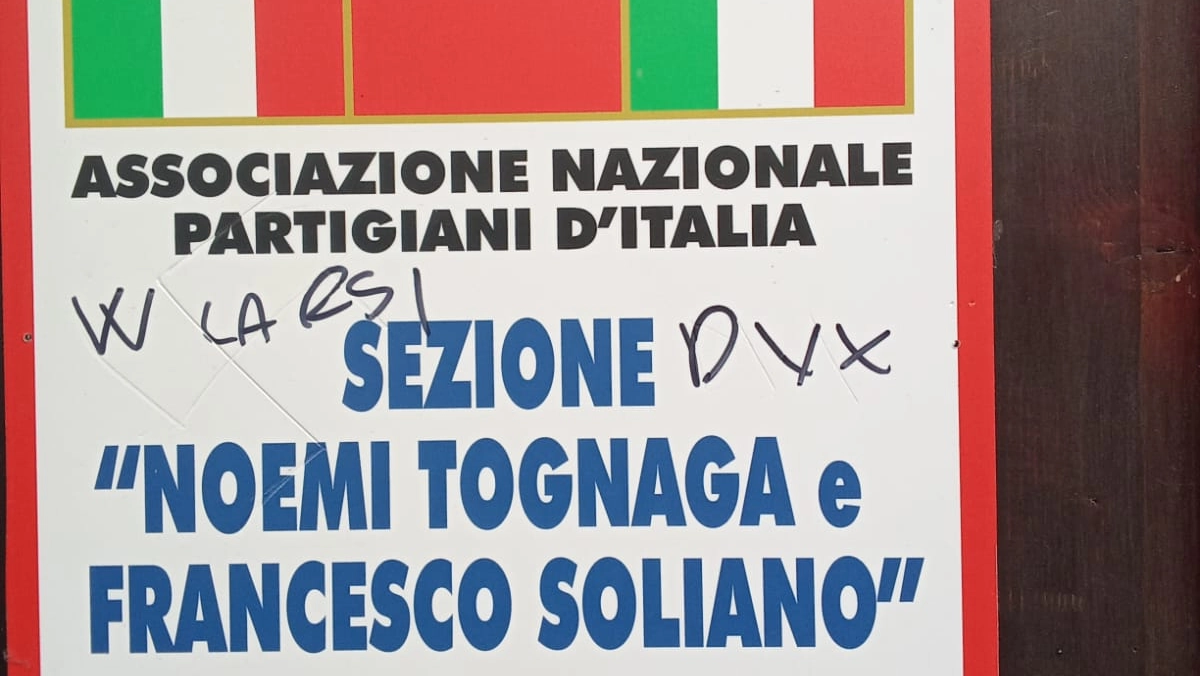 ASSOCIAZIONE NAZIONALE
PARTIGIANI D'ITALIA
W LA RSI
SEZIONE DVX
"NOEMI TOGNAGA e
FRANCESCO SOLIANO"